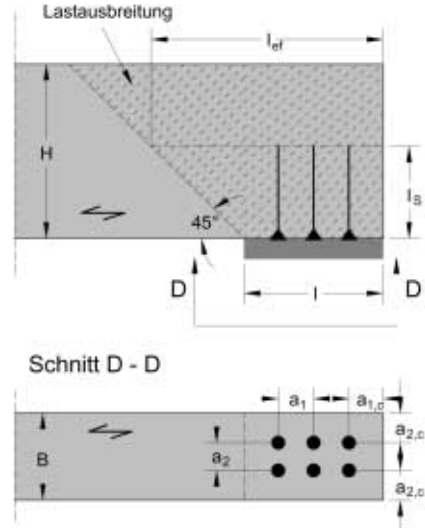 Lastausbreitung
l_ef
H
l_S
45°
D
D
l
Schnitt D - D
a_1
a_1,c
a_2,c
B
a_2
a_2,c